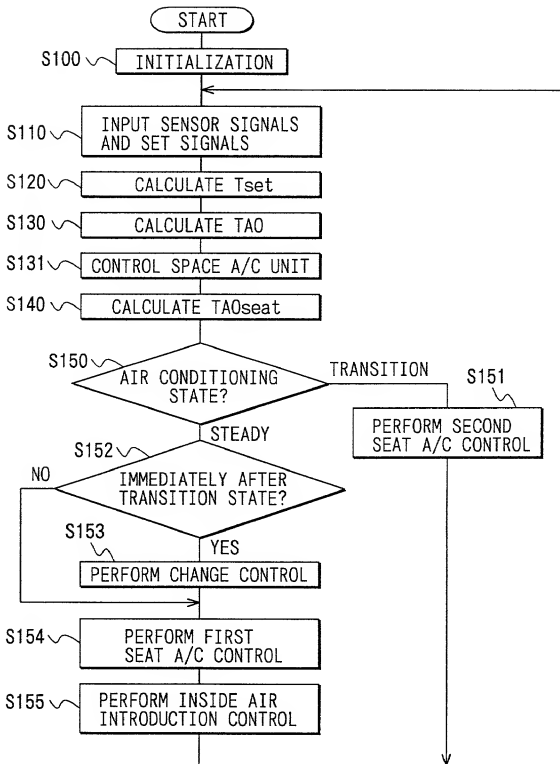 START
S100
INITIALIZATION
S110
INPUT SENSOR SIGNALS
AND SET SIGNALS
S120
CALCULATE Tset
S130
CALCULATE TAO
S131
CONTROL SPACE A/C UNIT
S140
CALCULATE TAOseat
S150
AIR CONDITIONING
STATE?
TRANSITION
S151
PERFORM SECOND
SEAT A/C CONTROL
STEADY
S152
IMMEDIATELY AFTER
TRANSITION STATE?
NO
YES
S153
PERFORM CHANGE CONTROL
S154
PERFORM FIRST
SEAT A/C CONTROL
S155
PERFORM INSIDE AIR
INTRODUCTION CONTROL